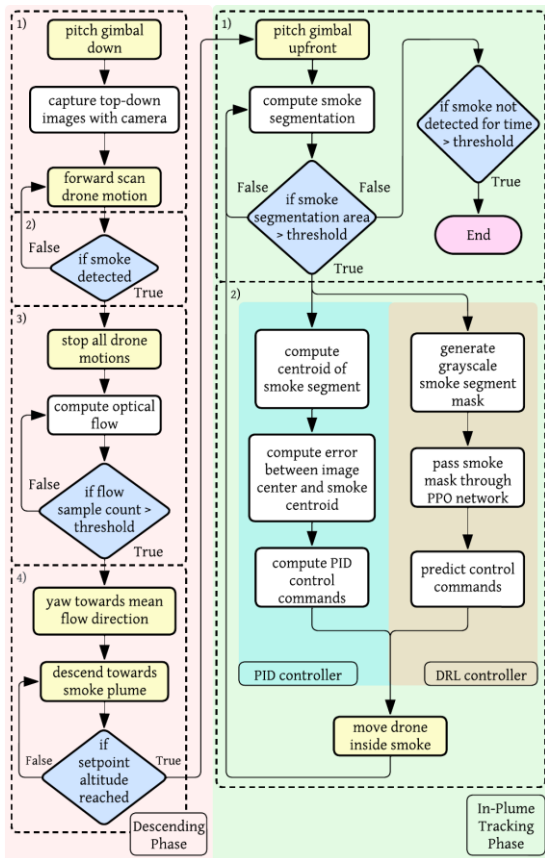 1)
pitch gimbal
down
capture top-down
images with camera
forward scan
drone motion
2)
False
if smoke
detected
True
3)
stop all drone
motions
compute optical
flow
False
if flow
sample count >
threshold
True
4)
yaw towards mean
flow direction
descend towards
smoke plume
False
if
setpoint
altitude
reached
True
Descending
Phase
1)
pitch gimbal
upfront
compute smoke
segmentation
False
if smoke
segmentation area
> threshold
False
True
if smoke not
detected for time
> threshold
True
End
2)
compute
centroid of
smoke segment
compute error
between image
center and smoke
centroid
compute PID
control
commands
PID controller
generate
grayscale
smoke segment
mask
pass smoke
mask through
PPO network
predict control
commands
DRL controller
move drone
inside smoke
In-Plume
Tracking
Phase